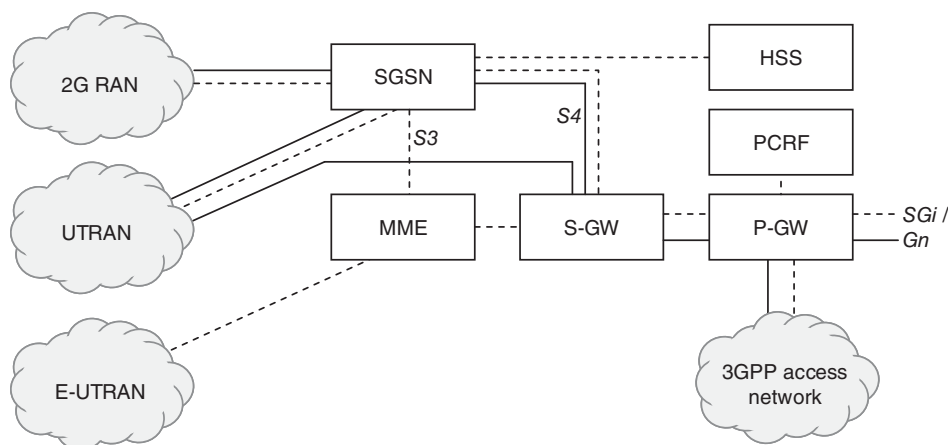 2G RAN
SGSN
HSS
S3
S4
PCRF
UTRAN
MME
S-GW
P-GW
SGi /
Gn
E-UTRAN
3GPP access
network